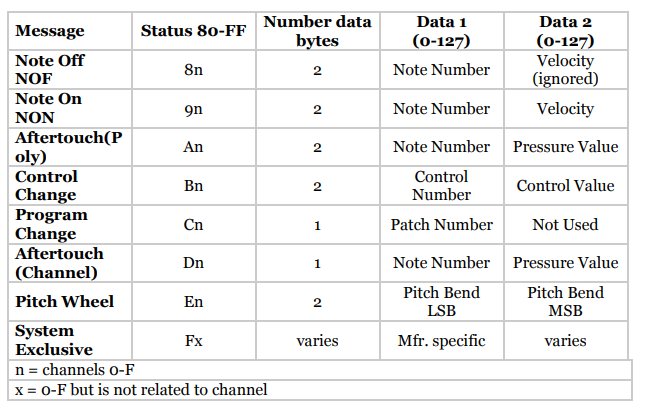 Message Status 80-FF Number data bytes Data 1 (0-127) Data 2 (0-127)
Note Off NOF 8n 2 Note Number Velocity (ignored)
Note On NON 9n 2 Note Number Velocity
Aftertouch(Poly) An 2 Note Number Pressure Value
Control Change Bn 2 Control Number Control Value
Program Change Cn 1 Patch Number Not Used
Aftertouch (Channel) Dn 1 Note Number Pressure Value
Pitch Wheel En 2 Pitch Bend LSB Pitch Bend MSB
System Exclusive Fx varies Mfr. specific varies
n = channels 0-F
x = 0-F but is not related to channel